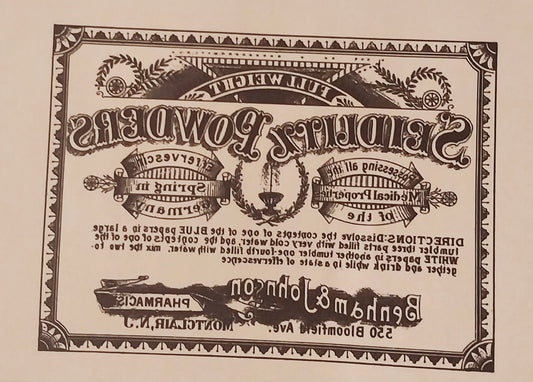 FULL WEIGHT
SEIDLITZ POWDERS
Possessing all the
Medical Properties
of the
Effervescing
Spring in
Germany
DIRECTIONS: Dissolve the contents of one of the BLUE papers in a large
tumbler three parts filled with very cold water, and the contents of one of the
WHITE papers in another tumbler one-fourth filled with water, mix the two to-
gether and drink while in a state of effervescence
Benham & Johnson
PHARMACISTS
550 Bloomfield Ave. MONTCLAIR, N. J.